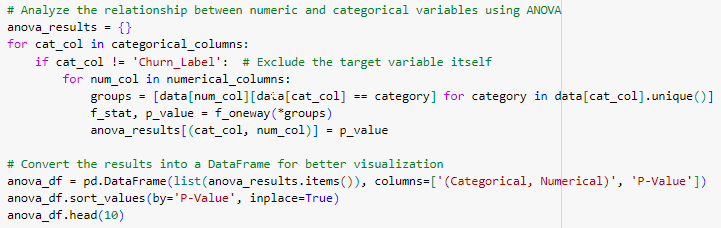 # Analyze the relationship between numeric and categorical variables using ANOVA
anova_results = {}
for cat_col in categorical_columns:
    if cat_col != 'Churn_Label':  # Exclude the target variable itself
        for num_col in numerical_columns:
            groups = [data[num_col][data[cat_col] == category] for category in data[cat_col].unique()]
            f_stat, p_value = f_oneway(*groups)
            anova_results[(cat_col, num_col)] = p_value
# Convert the results into a DataFrame for better visualization
anova_df = pd.DataFrame(list(anova_results.items()), columns=['(Categorical, Numerical)', 'P-Value'])
anova_df.sort_values(by='P-Value', inplace=True)
anova_df.head(10)